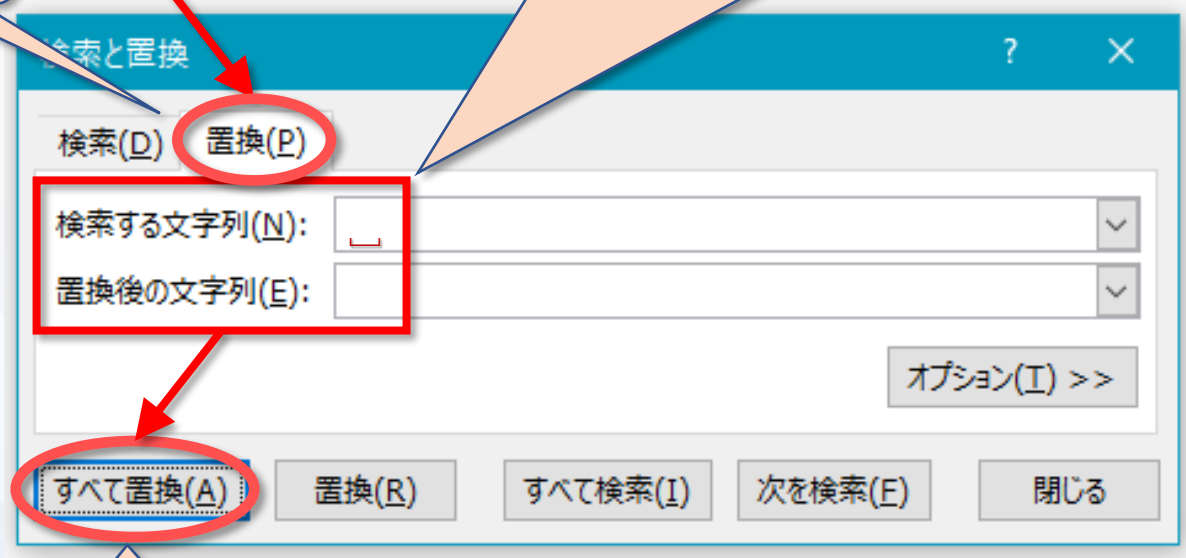 検索と置換 ? ×
検索(D) 置換(P)
検索する文字列(N): ␣
置換後の文字列(E):
オプション(T) >>
すべて置換(A) 置換(R) すべて検索(I) 次を検索(F) 閉じる